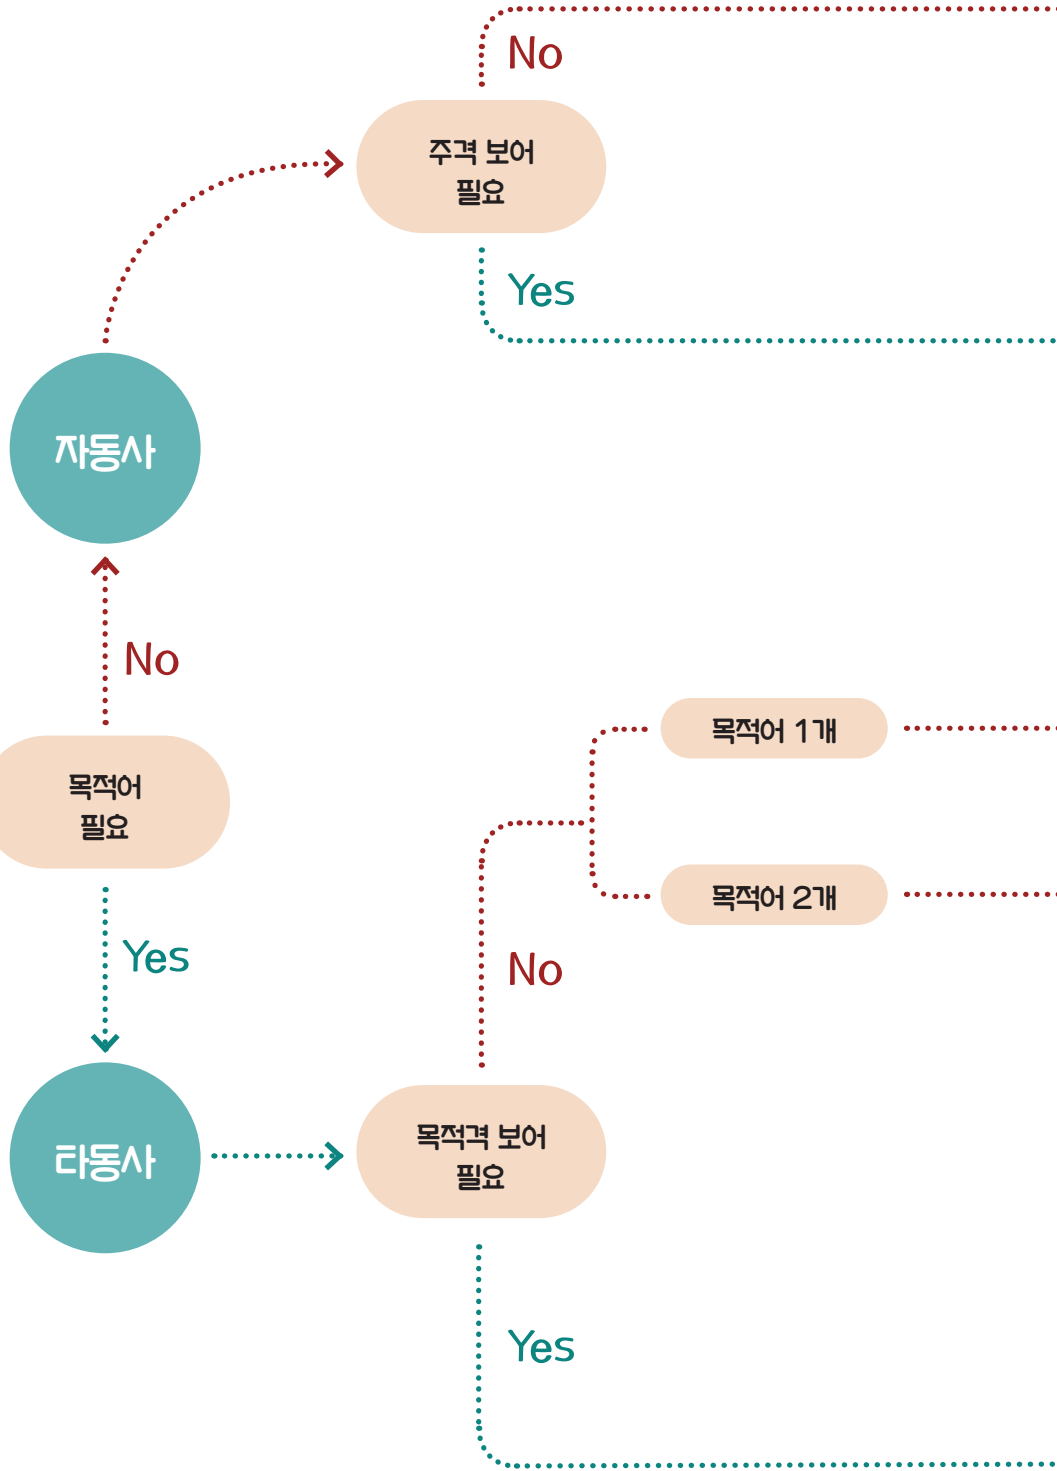 No
주격 보어
필요
Yes
자동사
No
목적어
필요
Yes
타동사
목적어 1개
목적어 2개
No
목적격 보어
필요
Yes